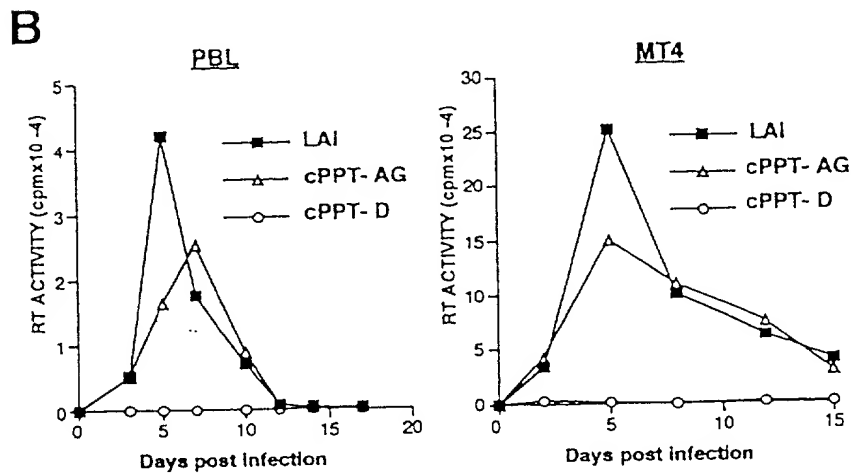 B
PBL
RT ACTIVITY (cpmx10 -4)
5
4
3
2
1
0
0 5 10 15 20
Days post infection
LAI
cPPT- AG
cPPT- D
MT4
RT ACTIVITY (cpmx10 -4)
30
25
20
15
10
5
0
0 5 10 15
Days post infection
LAI
cPPT- AG
cPPT- D